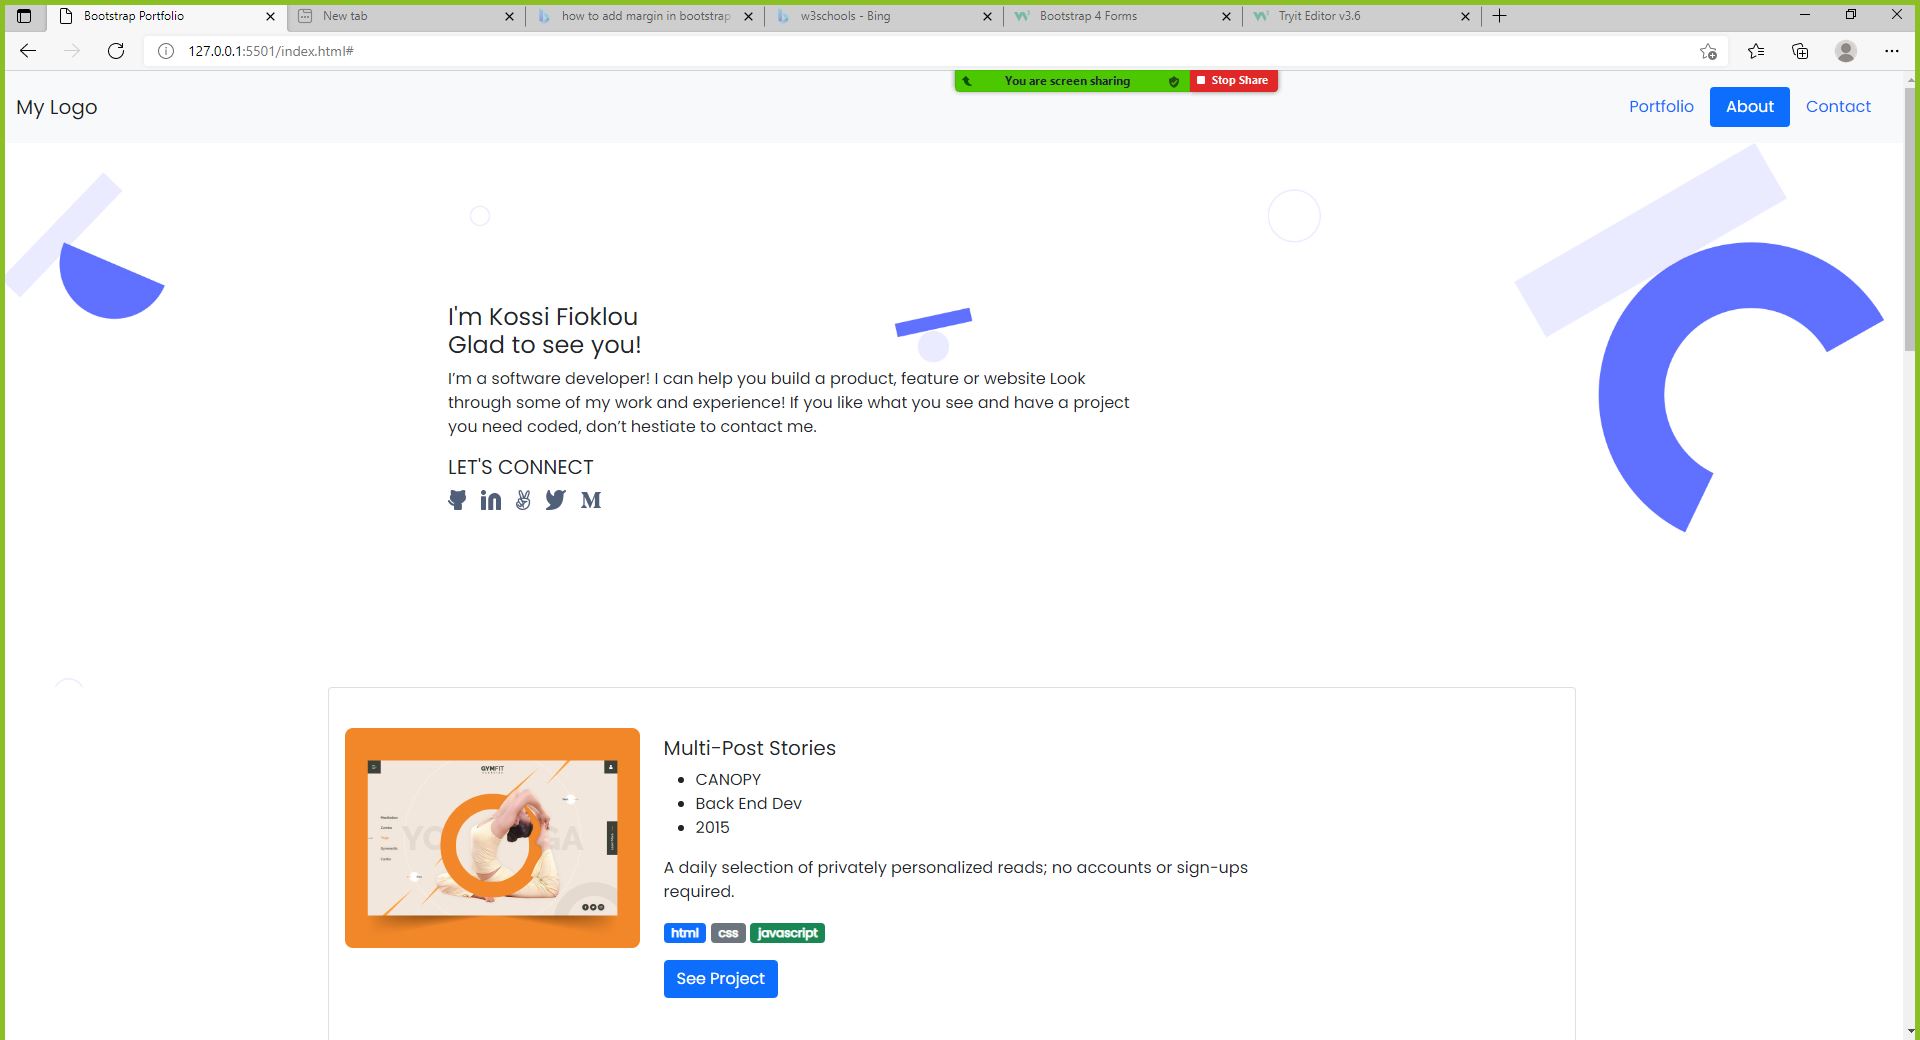 Bootstrap Portfolio
New tab
how to add margin in bootstrap
w3schools - Bing
Bootstrap 4 Forms
Tryit Editor v3.6
127.0.0.1:5501/index.html#
You are screen sharing
Stop Share
My Logo
Portfolio
About
Contact
I'm Kossi Fioklou
Glad to see you!
I’m a software developer! I can help you build a product, feature or website Look
through some of my work and experience! If you like what you see and have a project
you need coded, don’t hestiate to contact me.
LET'S CONNECT
Multi-Post Stories
CANOPY
Back End Dev
2015
A daily selection of privately personalized reads; no accounts or sign-ups
required.
html
css
javascript
See Project
GYMFIT
Meditation
Zumba
Yoga
Gymnastic
Cardio